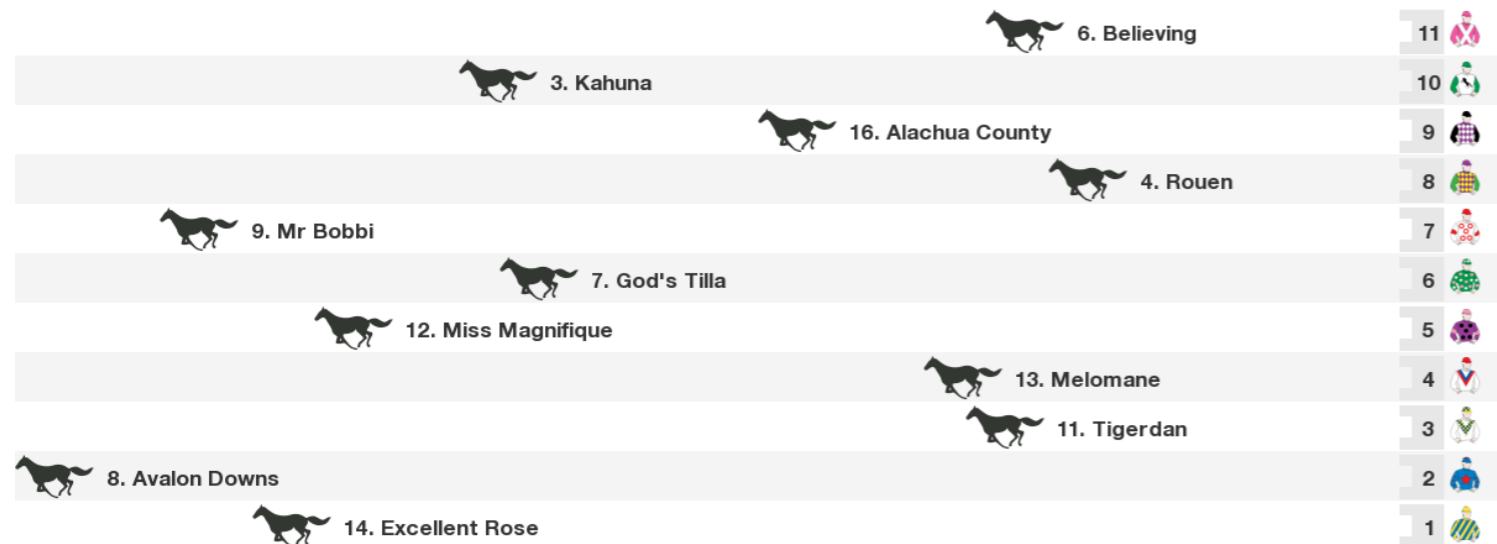 6. Believing 11
3. Kahuna 10
16. Alachua County 9
4. Rouen 8
9. Mr Bobbi 7
7. God's Tilla 6
12. Miss Magnifique 5
13. Melomane 4
11. Tigerdan 3
8. Avalon Downs 2
14. Excellent Rose 1